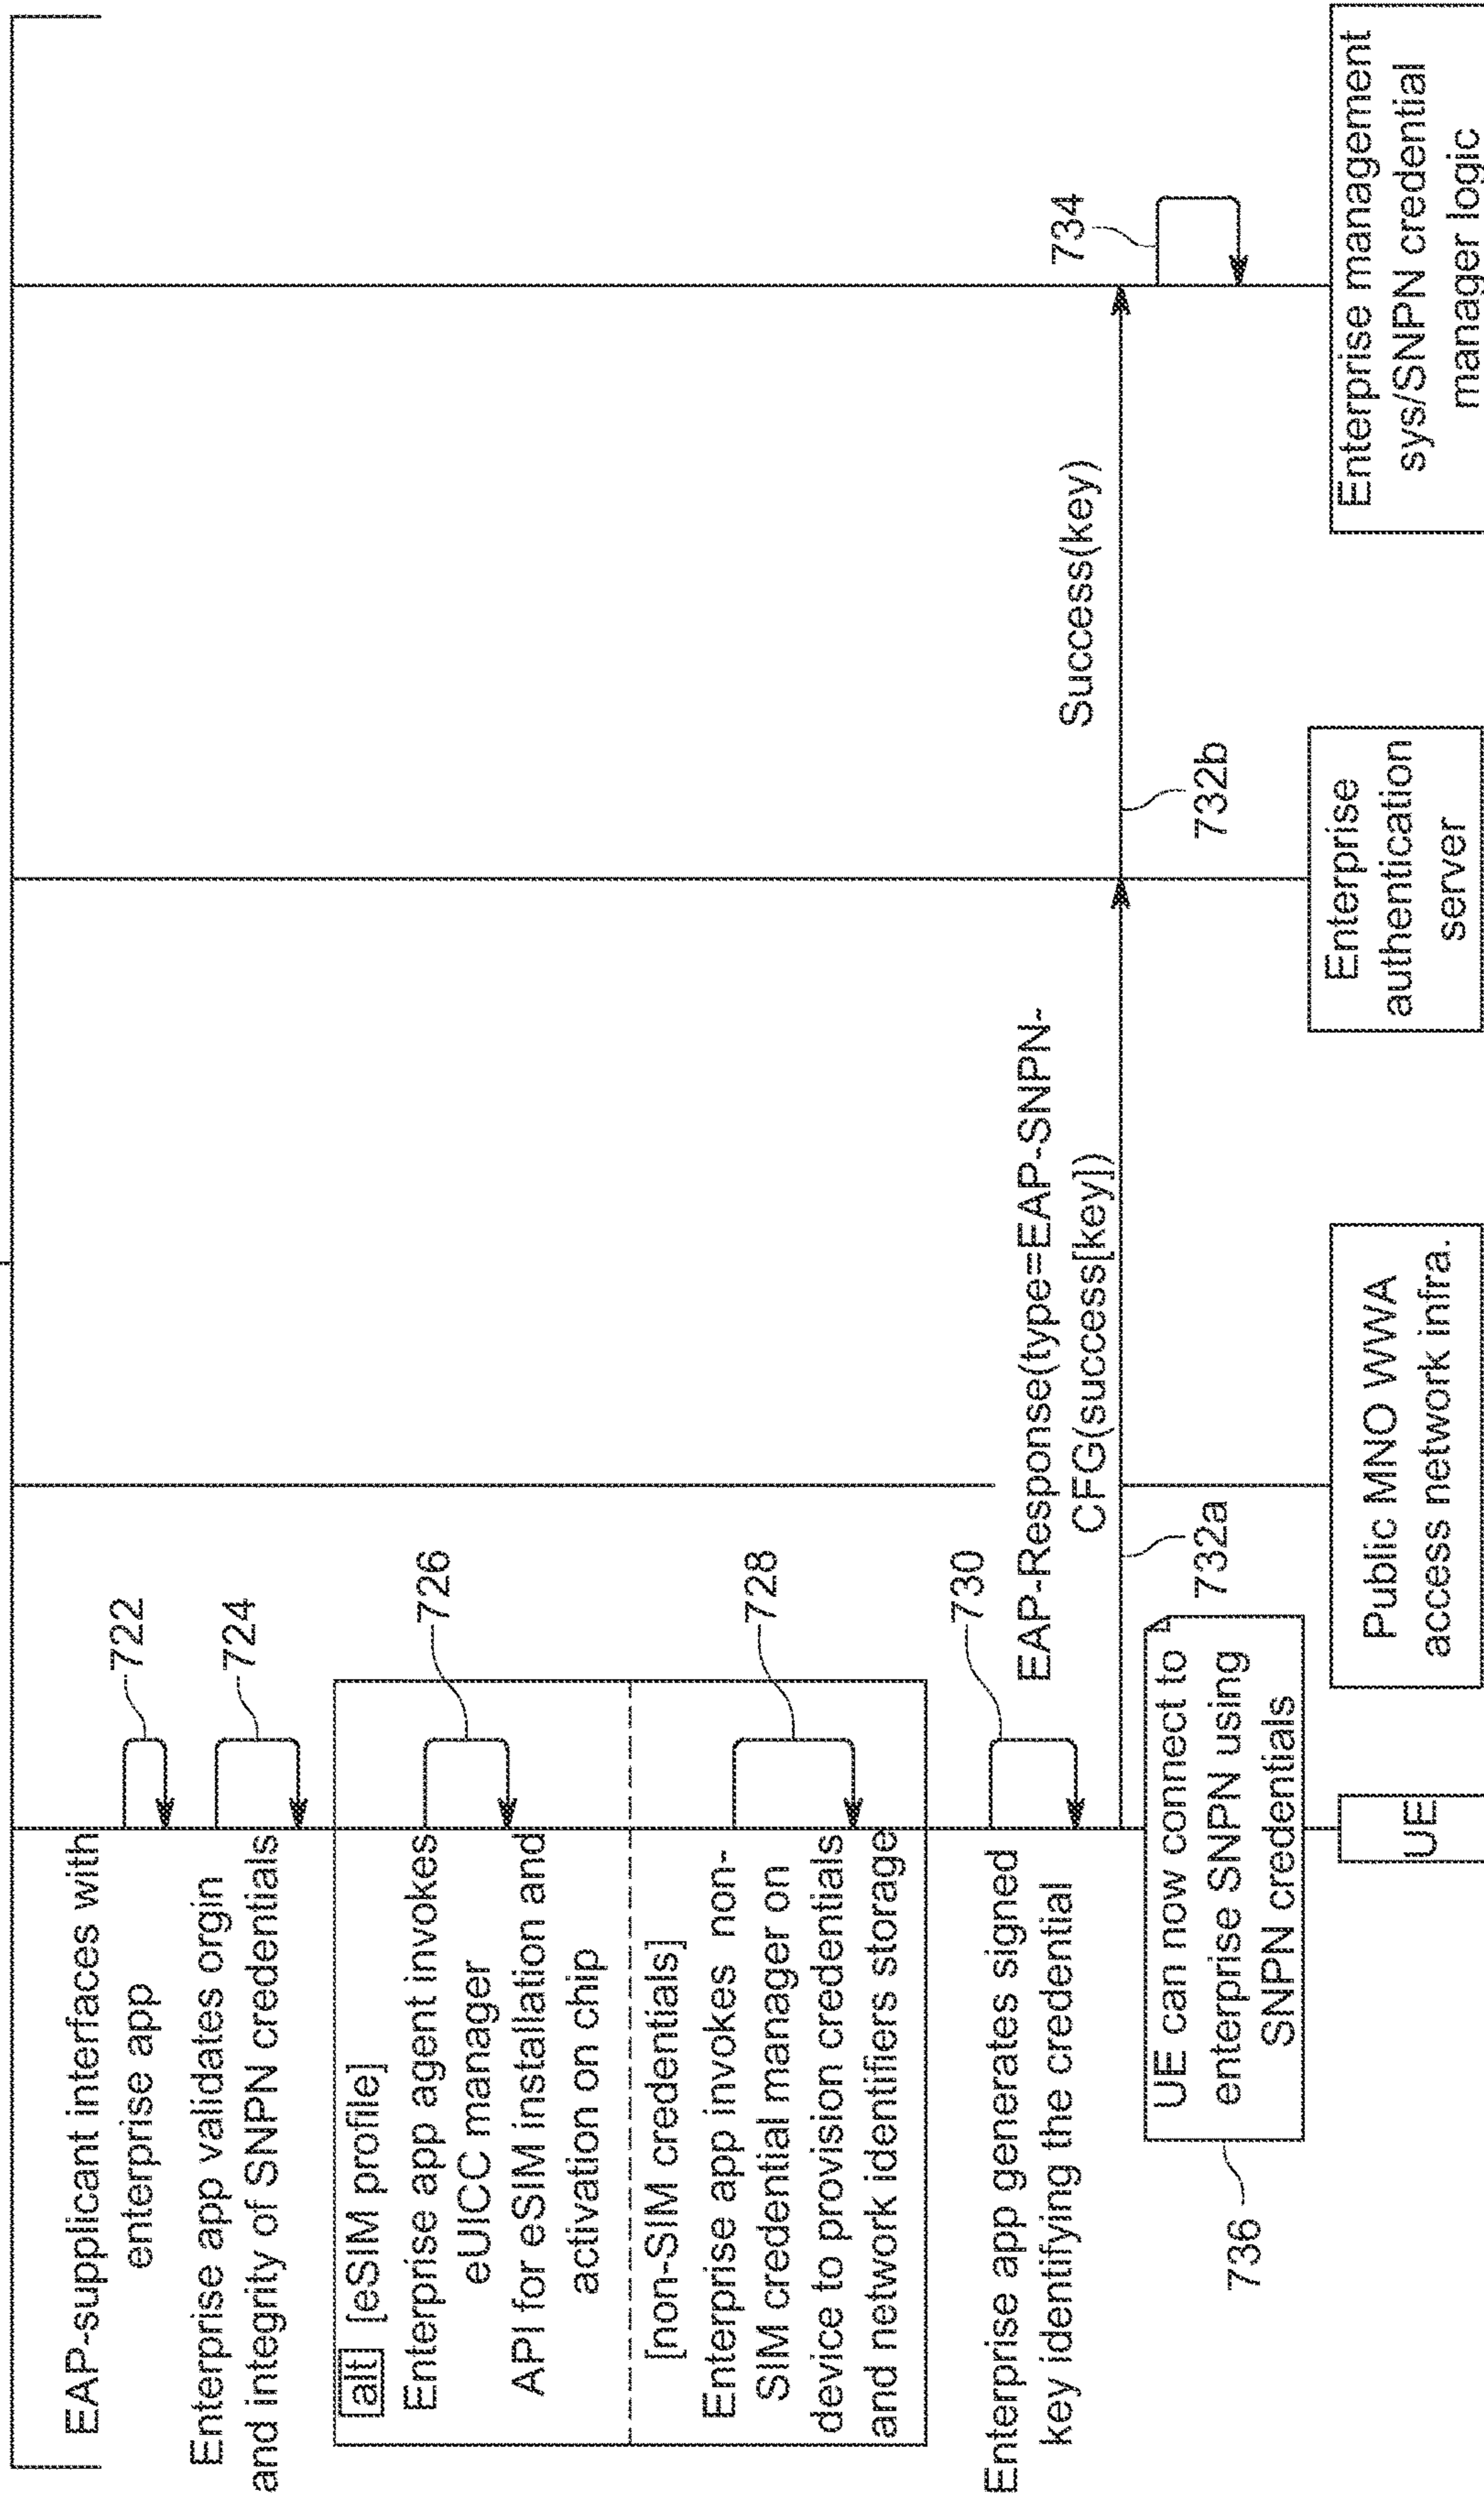 722
EAP-supplicant interfaces with
enterprise app
724
Enterprise app validates orgin
and integrity of SNPN credentials
alt [eSIM profile]
726
Enterprise app agent invokes
eUICC manager
API for eSIM installation and
activation on chip
[non-SIM credentials]
728
Enterprise app invokes non-
SIM credential manager on
device to provision credentials
and network identifiers storage
730
Enterprise app generates signed
key identifying the credential
EAP-Response(type=EAP-SNPN-
CFG(success[key])
732a
Success(key)
732b
734
736
UE can now connect to
enterprise SNPN using
SNPN credentials
UE
Public MNO WWA
access network infra.
Enterprise
authentication
server
Enterprise management
sys/SNPN credential
manager logic